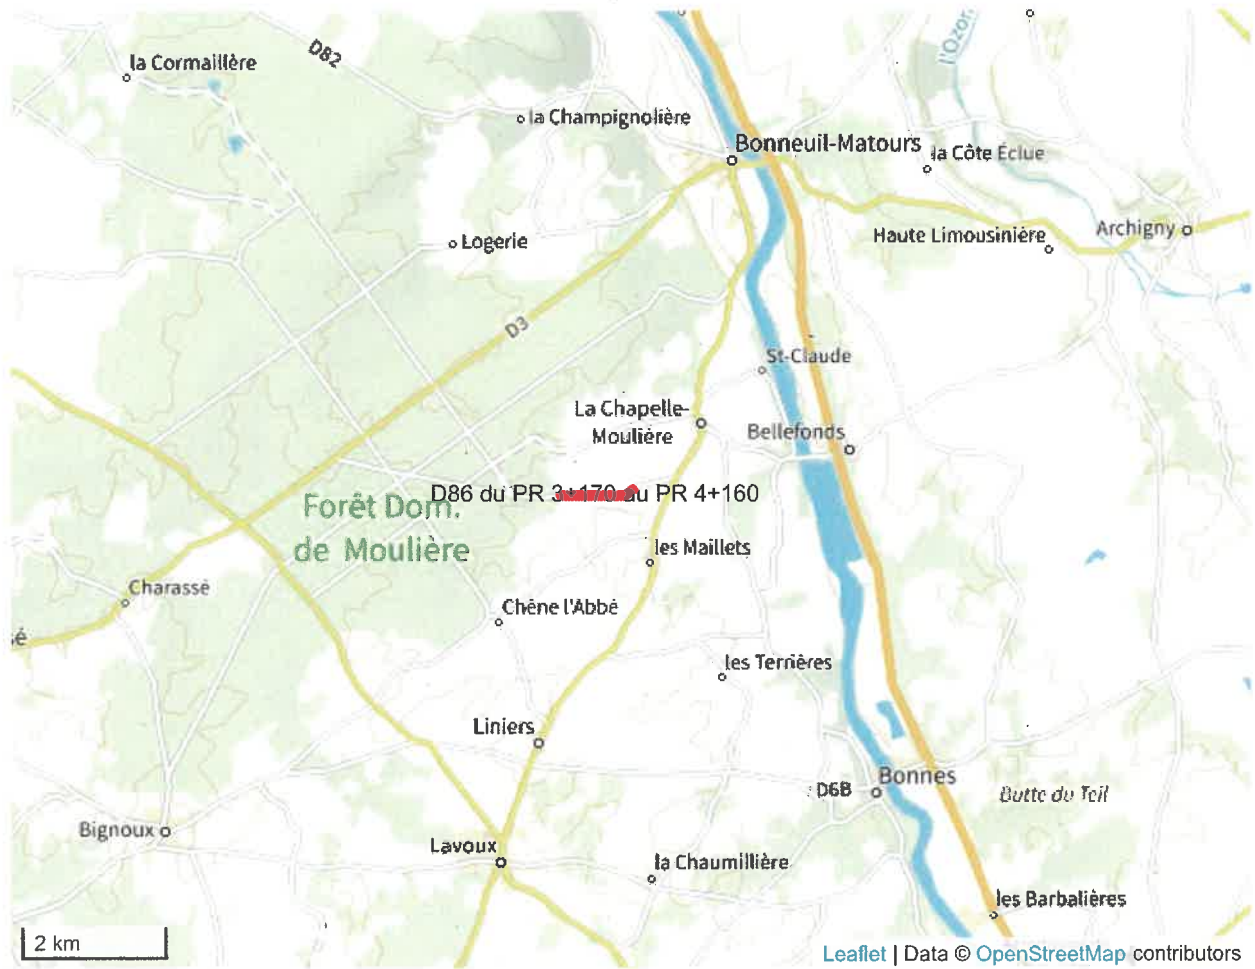 la Cormaillère
D82
la Champignolière
l'Ozon
Bonneuil-Matours
la Côte Éclue
Logerie
Haute Limousinière
Archigny
D3
St-Claude
La Chapelle-
Moulière
Bellefonds
D86 du PR 3+170 au PR 4+160
Forêt Dom.
de Moulière
les Maillets
Charassé
Chêne l'Abbé
é
les Terrières
Liniers
Bonnes
D6B
Butte du Teil
Bignoux
Lavoux
la Chaumillière
les Barbalières
2 km
Leaflet | Data © OpenStreetMap contributors